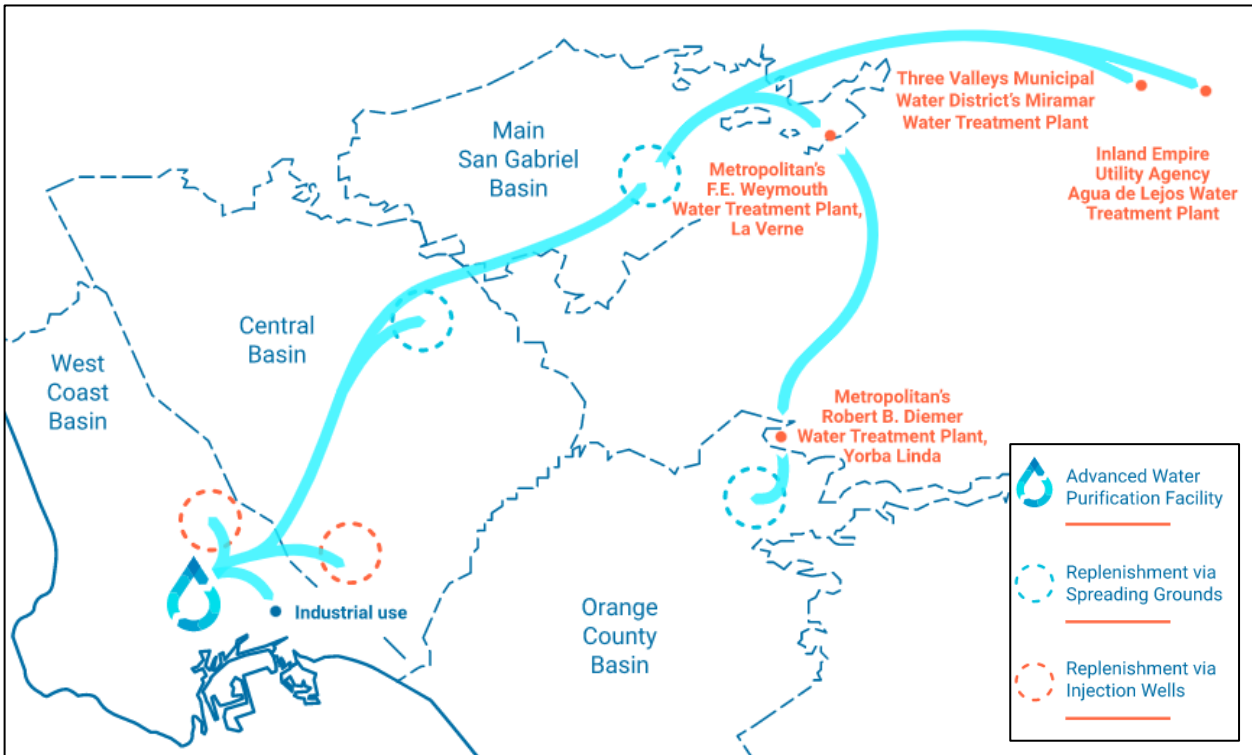 Three Valleys Municipal
Water District's Miramar
Water Treatment Plant
Main
San Gabriel
Basin
Inland Empire
Utility Agency
Agua de Lejos Water
Treatment Plant
Metropolitan's
F.E. Weymouth
Water Treatment Plant,
La Verne
Central
Basin
West
Coast
Basin
Metropolitan's
Robert B. Diemer
Water Treatment Plant,
Yorba Linda
Industrial use
Orange
County
Basin
Advanced Water
Purification Facility
Replenishment via
Spreading Grounds
Replenishment via
Injection Wells